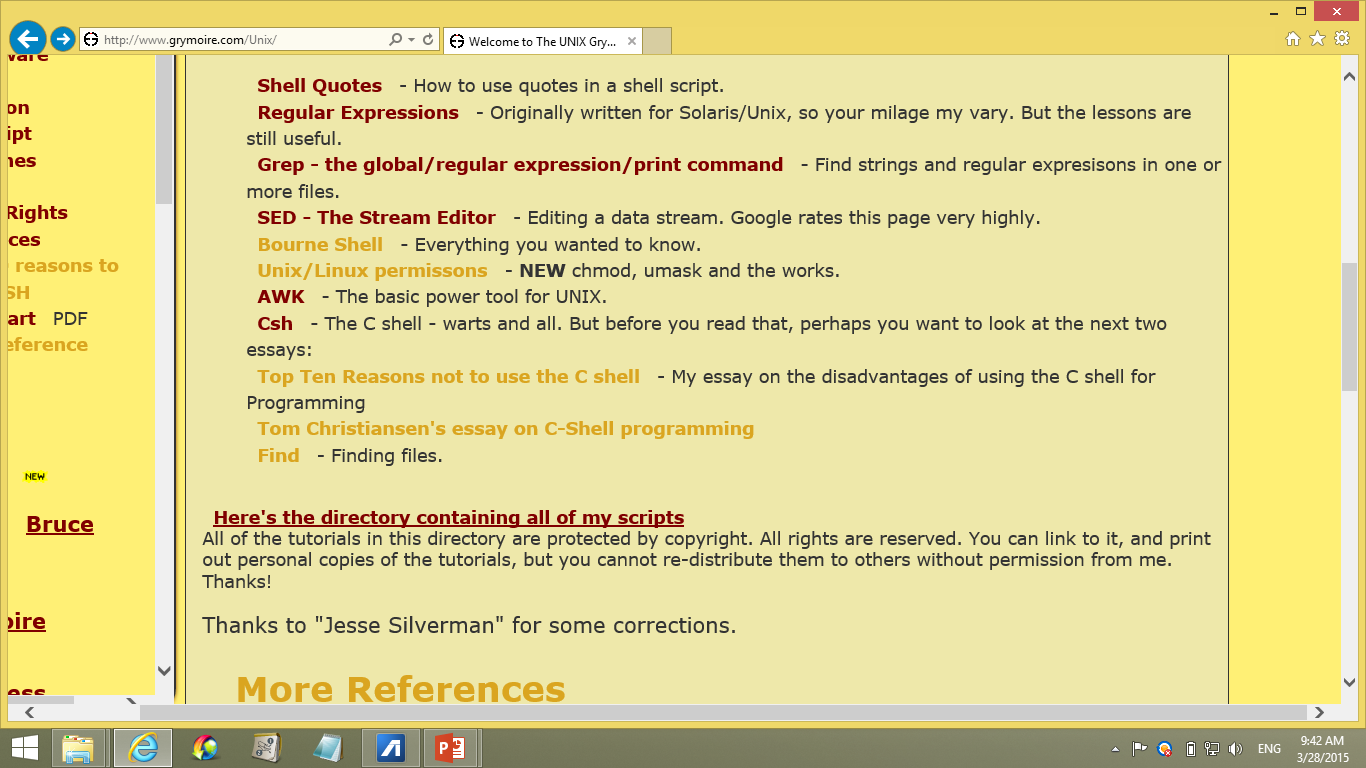 http://www.grymoire.com/Unix/
Welcome to The UNIX Gry...
ware
on
ipt
nes
Rights
ces
reasons to
SH
art PDF
eference
NEW
Bruce
oire
ess
Shell Quotes - How to use quotes in a shell script.
Regular Expressions - Originally written for Solaris/Unix, so your milage my vary. But the lessons are
still useful.
Grep - the global/regular expression/print command - Find strings and regular expresisons in one or
more files.
SED - The Stream Editor - Editing a data stream. Google rates this page very highly.
Bourne Shell - Everything you wanted to know.
Unix/Linux permissons - NEW chmod, umask and the works.
AWK - The basic power tool for UNIX.
Csh - The C shell - warts and all. But before you read that, perhaps you want to look at the next two
essays:
Top Ten Reasons not to use the C shell - My essay on the disadvantages of using the C shell for
Programming
Tom Christiansen's essay on C-Shell programming
Find - Finding files.
Here's the directory containing all of my scripts
All of the tutorials in this directory are protected by copyright. All rights are reserved. You can link to it, and print
out personal copies of the tutorials, but you cannot re-distribute them to others without permission from me.
Thanks!
Thanks to "Jesse Silverman" for some corrections.
More References
ENG
9:42 AM
3/28/2015